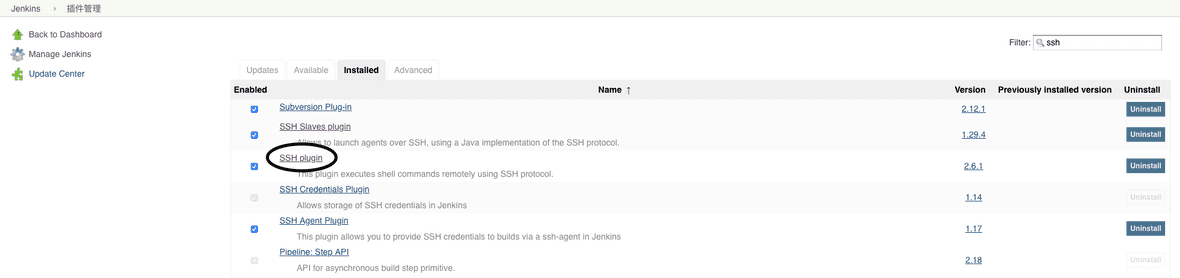 Jenkins › 插件管理
Back to Dashboard
Manage Jenkins
Update Center
Filter: ssh
Updates Available Installed Advanced
Enabled Name ↑ Version Previously installed version Uninstall
Subversion Plug-in 2.12.1 Uninstall
SSH Slaves plugin
Allows to launch agents over SSH, using a Java implementation of the SSH protocol. 1.29.4 Uninstall
SSH plugin
This plugin executes shell commands remotely using SSH protocol. 2.6.1 Uninstall
SSH Credentials Plugin
Allows storage of SSH credentials in Jenkins 1.14 Uninstall
SSH Agent Plugin
This plugin allows you to provide SSH credentials to builds via a ssh-agent in Jenkins 1.17 Uninstall
Pipeline: Step API
API for asynchronous build step primitive. 2.18 Uninstall